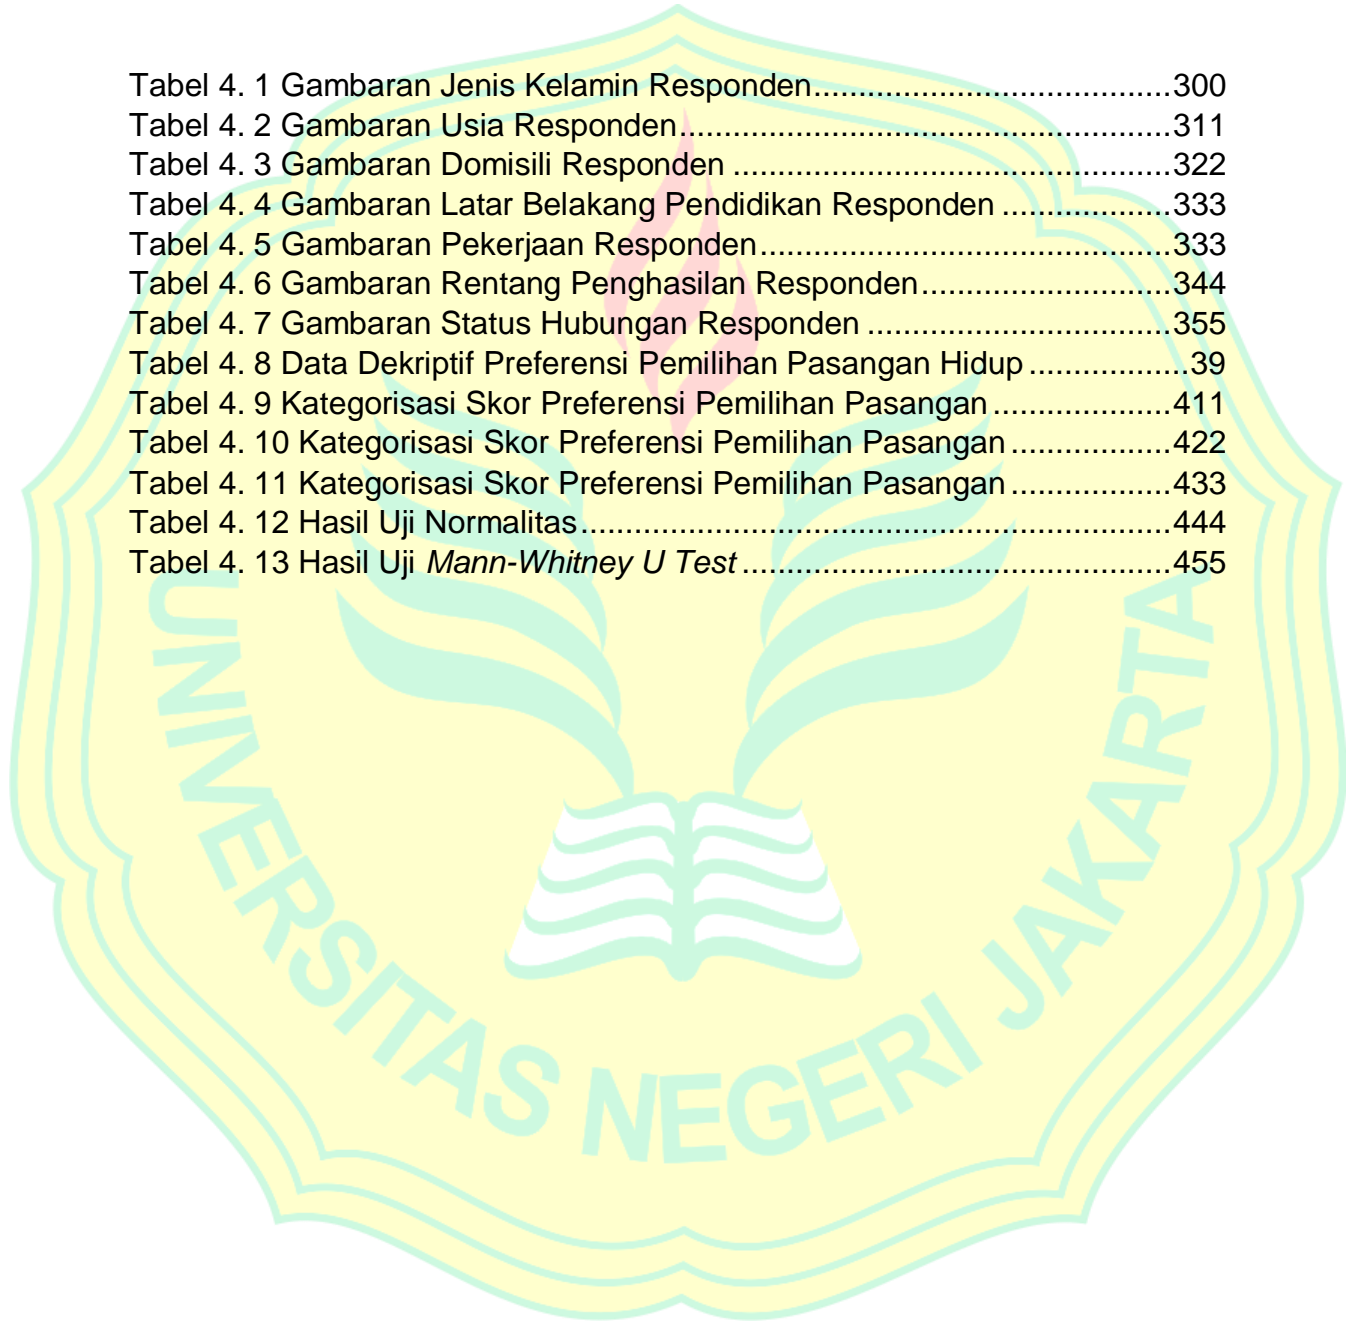 Tabel 4. 1 Gambaran Jenis Kelamin Responden........................................300
Tabel 4. 2 Gambaran Usia Responden.......................................................311
Tabel 4. 3 Gambaran Domisili Responden .................................................322
Tabel 4. 4 Gambaran Latar Belakang Pendidikan Responden ...................333
Tabel 4. 5 Gambaran Pekerjaan Responden..............................................333
Tabel 4. 6 Gambaran Rentang Penghasilan Responden............................344
Tabel 4. 7 Gambaran Status Hubungan Responden ..................................355
Tabel 4. 8 Data Dekriptif Preferensi Pemilihan Pasangan Hidup ..................39
Tabel 4. 9 Kategorisasi Skor Preferensi Pemilihan Pasangan ....................411
Tabel 4. 10 Kategorisasi Skor Preferensi Pemilihan Pasangan ..................422
Tabel 4. 11 Kategorisasi Skor Preferensi Pemilihan Pasangan ..................433
Tabel 4. 12 Hasil Uji Normalitas..................................................................444
Tabel 4. 13 Hasil Uji Mann-Whitney U Test ................................................455
UNIVERSITAS NEGERI JAKARTA